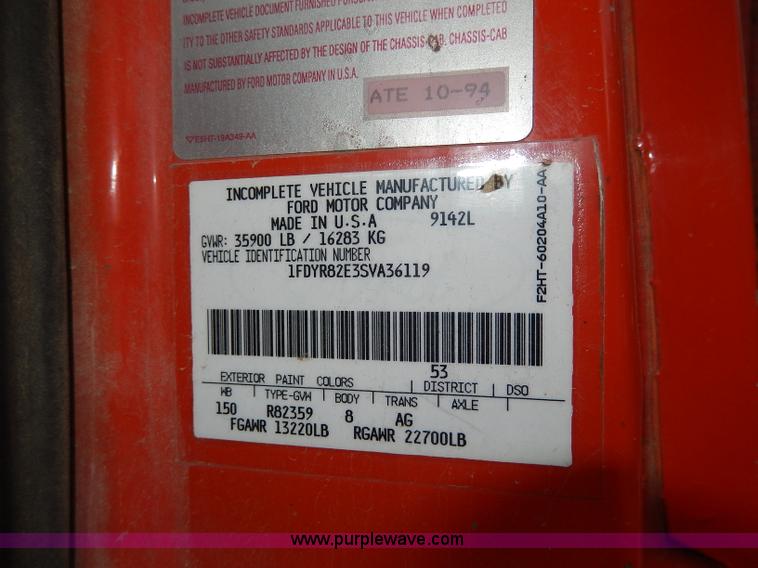 INCOMPLETE VEHICLE DOCUMENT FURNISHED
ITY TO THE OTHER SAFETY STANDARDS APPLICABLE TO THIS VEHICLE WHEN COMPLETED
IS NOT SUBSTANTIALLY AFFECTED BY THE DESIGN OF THE CHASSIS-CAB. CHASSIS-CAB
MANUFACTURED BY FORD MOTOR COMPANY IN U.S.A.
ATE 10-94
E5HT-19A349-AA
INCOMPLETE VEHICLE MANUFACTURED BY
FORD MOTOR COMPANY
MADE IN U.S.A 9142L
GVWR: 35900 LB / 16283 KG
VEHICLE IDENTIFICATION NUMBER
1FDYR82E3SVA36119
F2HT-60204A10-AA
53
EXTERIOR PAINT COLORS DISTRICT DSO
WB TYPE-GVW BODY TRANS AXLE
150 R82359 8 AG
FGAWR 13220LB RGAWR 22700LB
www.purplewave.com